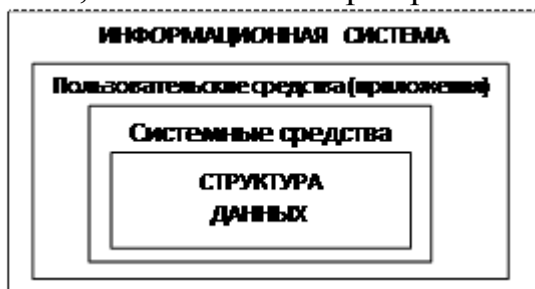 ИНФОРМАЦИОННАЯ СИСТЕМА
Пользовательские средства (приложения)
Системные средства
СТРУКТУРА
ДАННЫХ